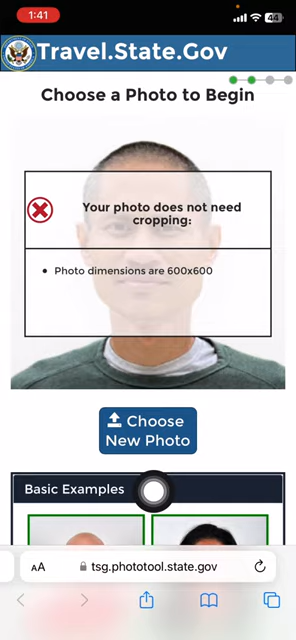 1:41
44
Travel.State.Gov
Choose a Photo to Begin
Your photo does not need
cropping:
• Photo dimensions are 600x600
Choose
New Photo
Basic Examples
AA
tsg.phototool.state.gov